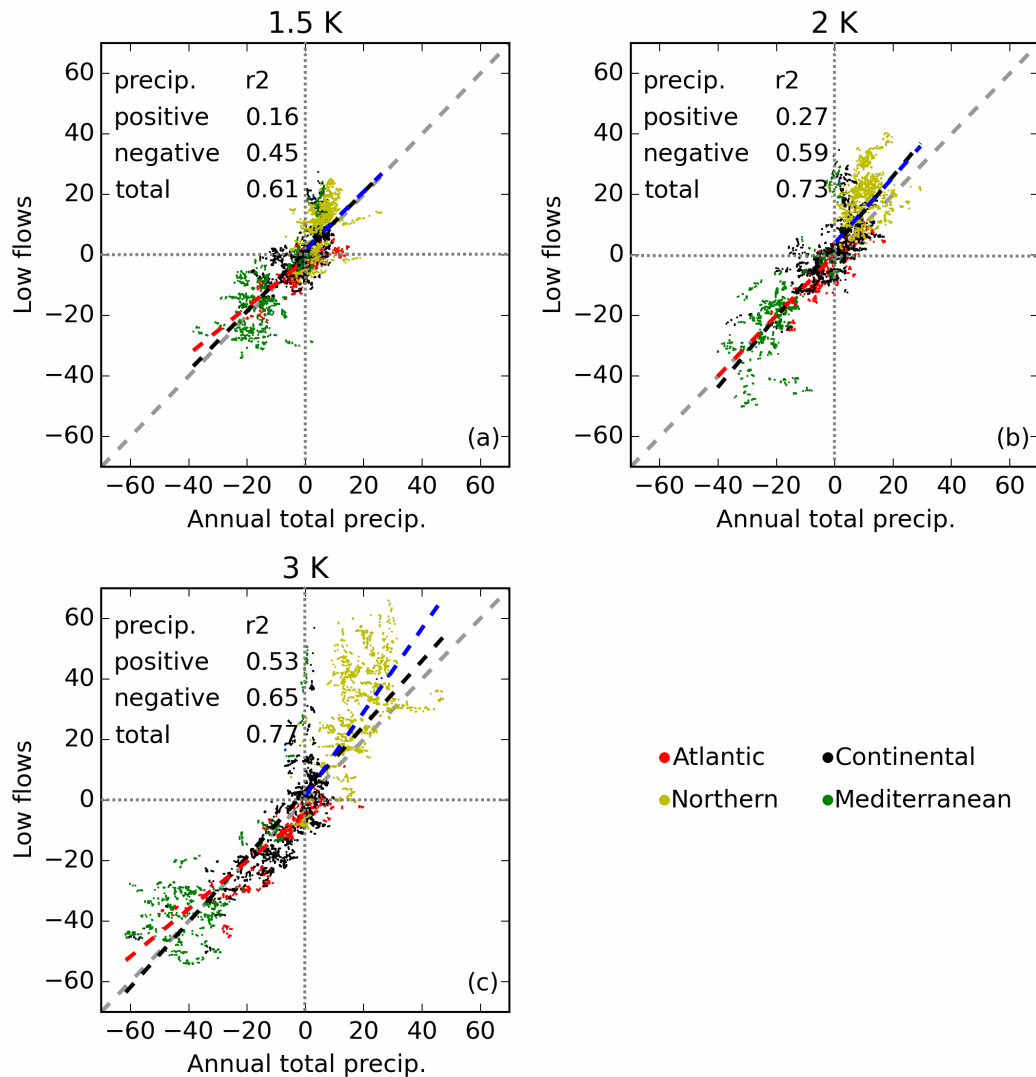 1.5 K
precip. r2
positive 0.16
negative 0.45
total 0.61
60
40
20
0
−20
−40
−60
Low flows
(a)
−60 −40 −20 0 20 40 60
Annual total precip.
2 K
precip. r2
positive 0.27
negative 0.59
total 0.73
60
40
20
0
−20
−40
−60
Low flows
(b)
−60 −40 −20 0 20 40 60
Annual total precip.
3 K
precip. r2
positive 0.53
negative 0.65
total 0.77
60
40
20
0
−20
−40
−60
Low flows
(c)
−60 −40 −20 0 20 40 60
Annual total precip.
Atlantic Continental
Northern Mediterranean